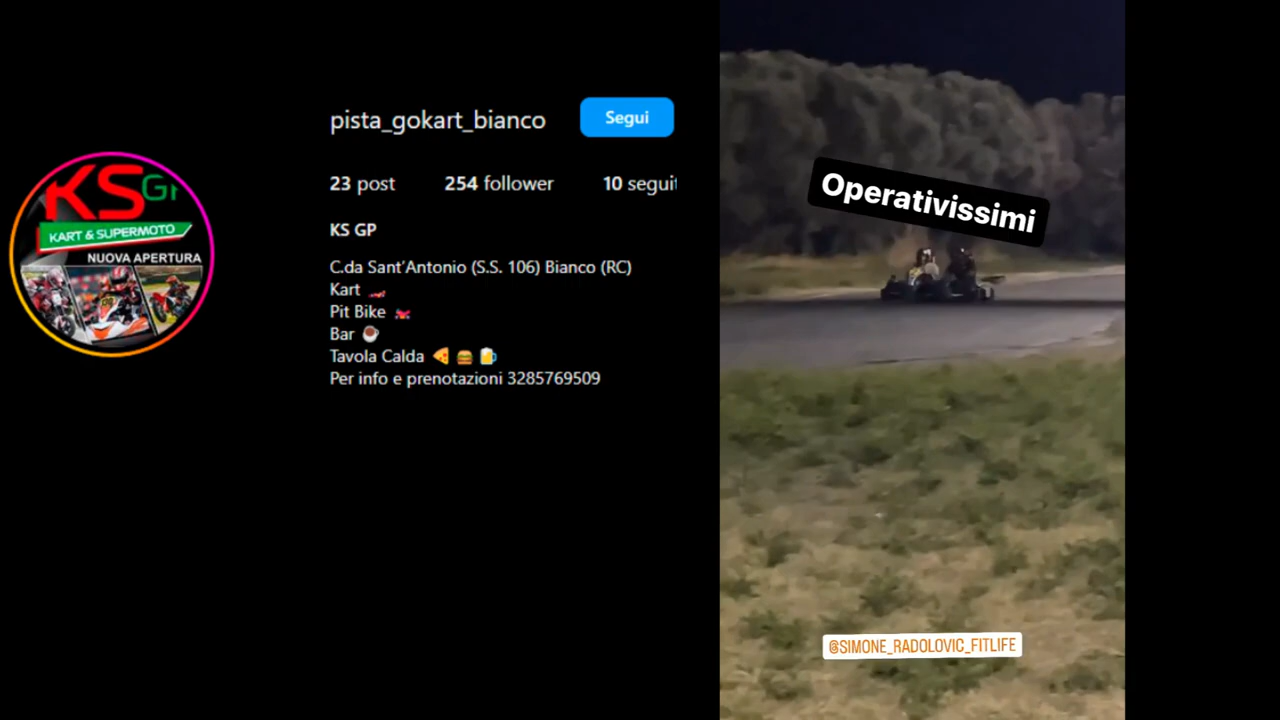 pista_gokart_bianco
Segui
23 post
254 follower
10 seguit
KS GP
C.da Sant'Antonio (S.S. 106) Bianco (RC)
Kart
Pit Bike
Bar
Tavola Calda
Per info e prenotazioni 3285769509
KS GP
KART & SUPERMOTO
NUOVA APERTURA
Operativissimi
@SIMONE_RADOLOVIC_FITLIFE